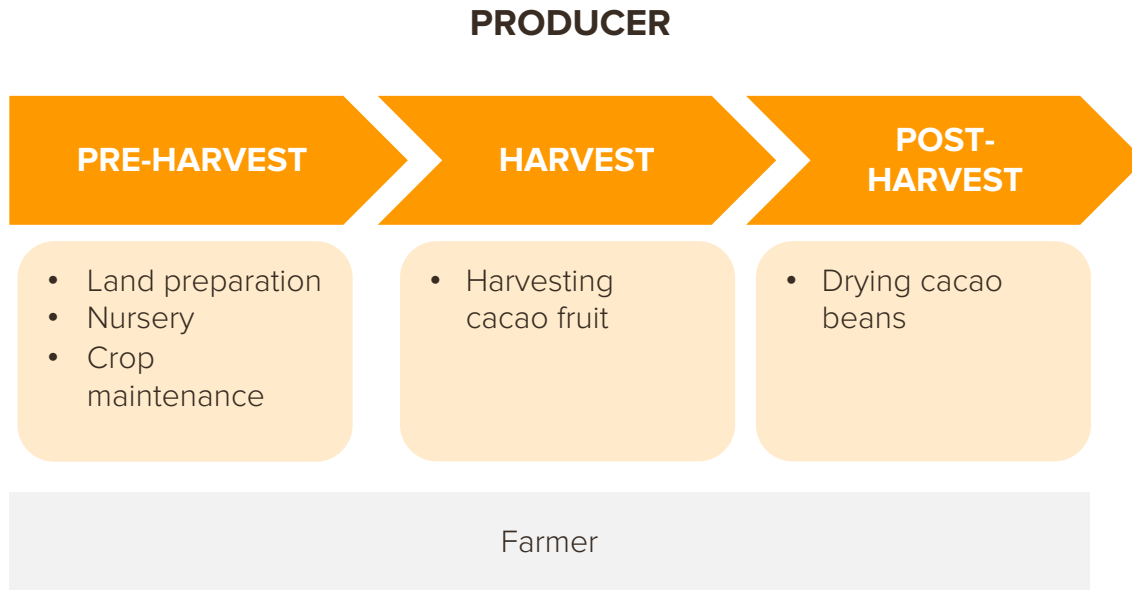 PRODUCER
PRE-HARVEST
HARVEST
POST-
HARVEST
• Land preparation
• Nursery
• Crop
maintenance
• Harvesting
cacao fruit
• Drying cacao
beans
Farmer